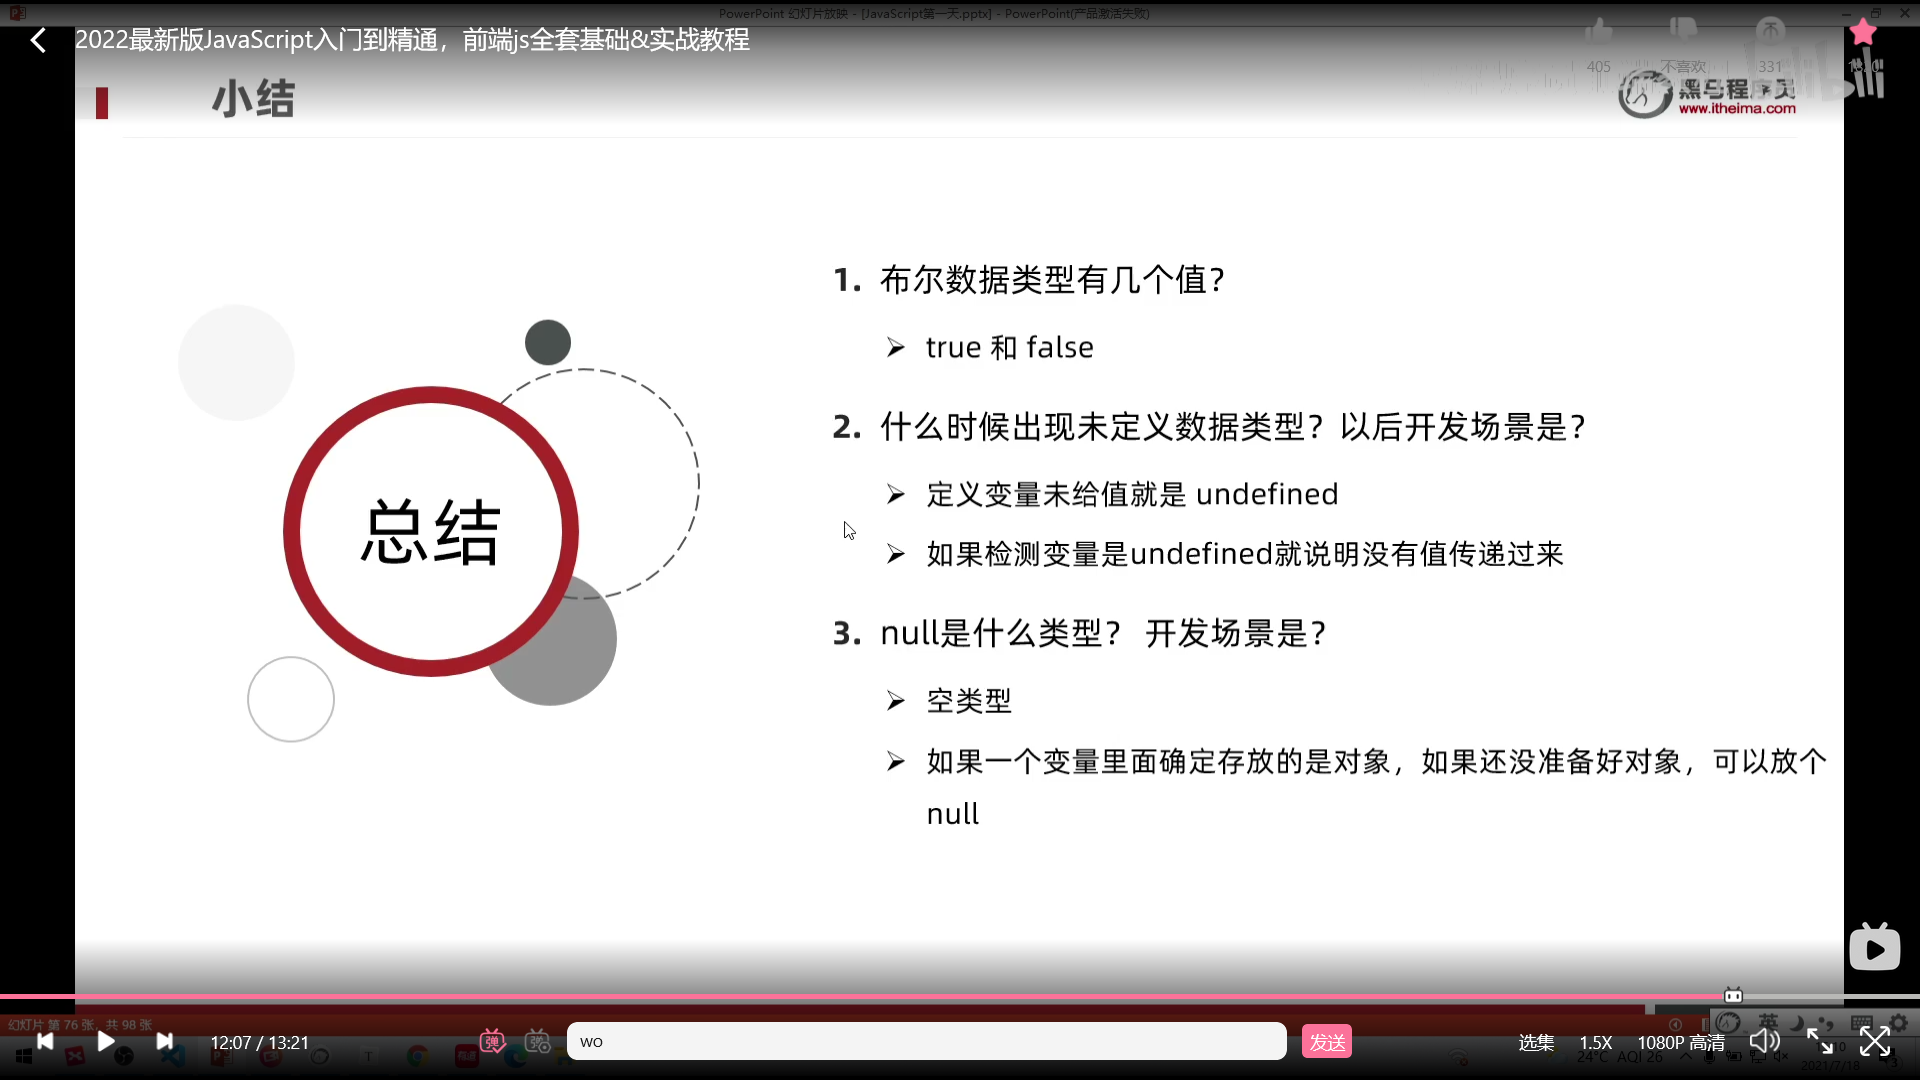 PowerPoint 幻灯片放映 - [JavaScript第一天.pptx] - PowerPoint(产品激活失败)
2022最新版JavaScript入门到精通，前端js全套基础&实战教程
405
不喜欢
331
小结
黑马程序员
www.itheima.com
总结
1. 布尔数据类型有几个值？
true 和 false
2. 什么时候出现未定义数据类型？以后开发场景是？
定义变量未给值就是 undefined
如果检测变量是undefined就说明没有值传递过来
3. null是什么类型？ 开发场景是？
空类型
如果一个变量里面确定存放的是对象，如果还没准备好对象，可以放个
null
幻灯片 第 76 张，共 98 张
英
12:07 / 13:21
弹
弹
wo
发送
选集
1.5X
1080P 高清
24°C AQI 26
2021/7/18